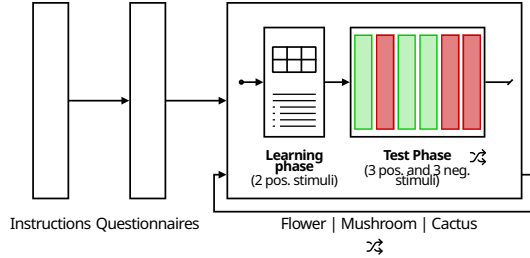 Learning
phase
(2 pos. stimuli)
Test Phase
(3 pos. and 3 neg.
stimuli)
Instructions Questionnaires
Flower | Mushroom | Cactus